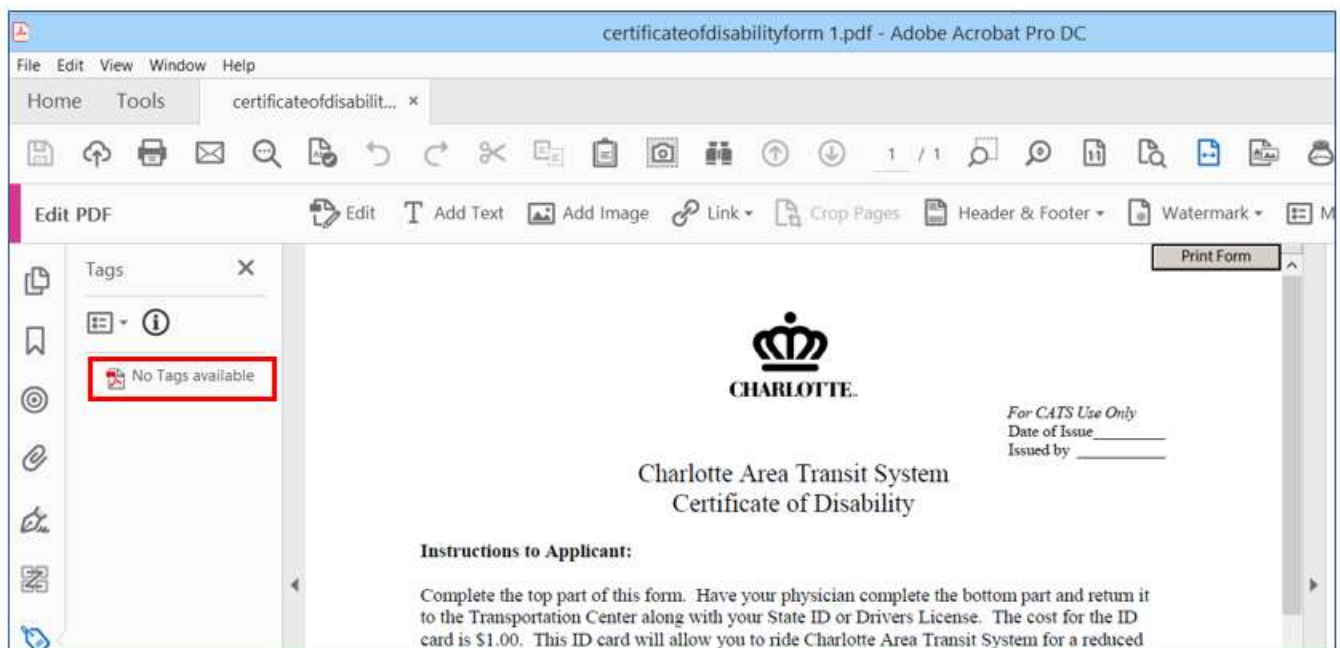 certificateofdisabilityform 1.pdf - Adobe Acrobat Pro DC
File Edit View Window Help
Home Tools certificateofdisabilit... ×
1 / 1
Edit PDF Edit Add Text Add Image Link Crop Pages Header & Footer Watermark M
Tags
Print Form
No Tags available
CHARLOTTE
For CATS Use Only
Date of Issue
Issued by
Charlotte Area Transit System
Certificate of Disability
Instructions to Applicant:
Complete the top part of this form. Have your physician complete the bottom part and return it
to the Transportation Center along with your State ID or Drivers License. The cost for the ID
card is $1.00. This ID card will allow you to ride Charlotte Area Transit System for a reduced